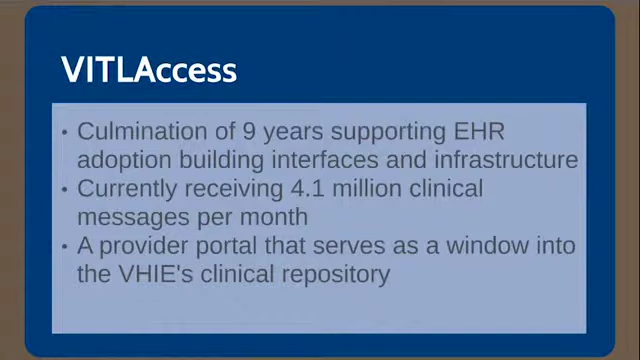 VITLAccess
• Culmination of 9 years supporting EHR
adoption building interfaces and infrastructure
• Currently receiving 4.1 million clinical
messages per month
• A provider portal that serves as a window into
the VHIE's clinical repository